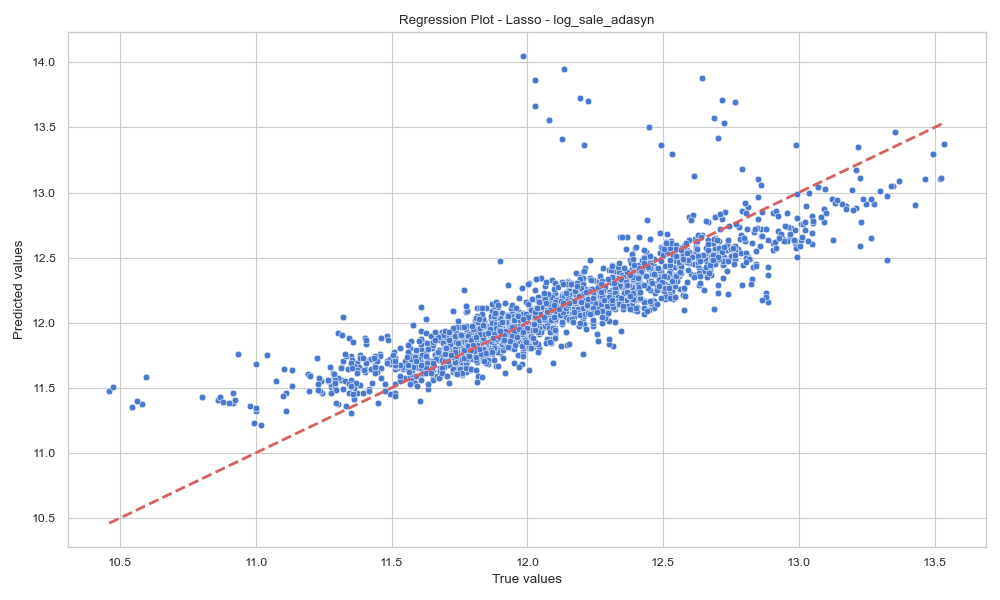 Regression Plot - Lasso - log_sale_adasyn
14.0
13.5
13.0
12.5
12.0
11.5
11.0
10.5
Predicted values
10.5 11.0 11.5 12.0 12.5 13.0 13.5
True values